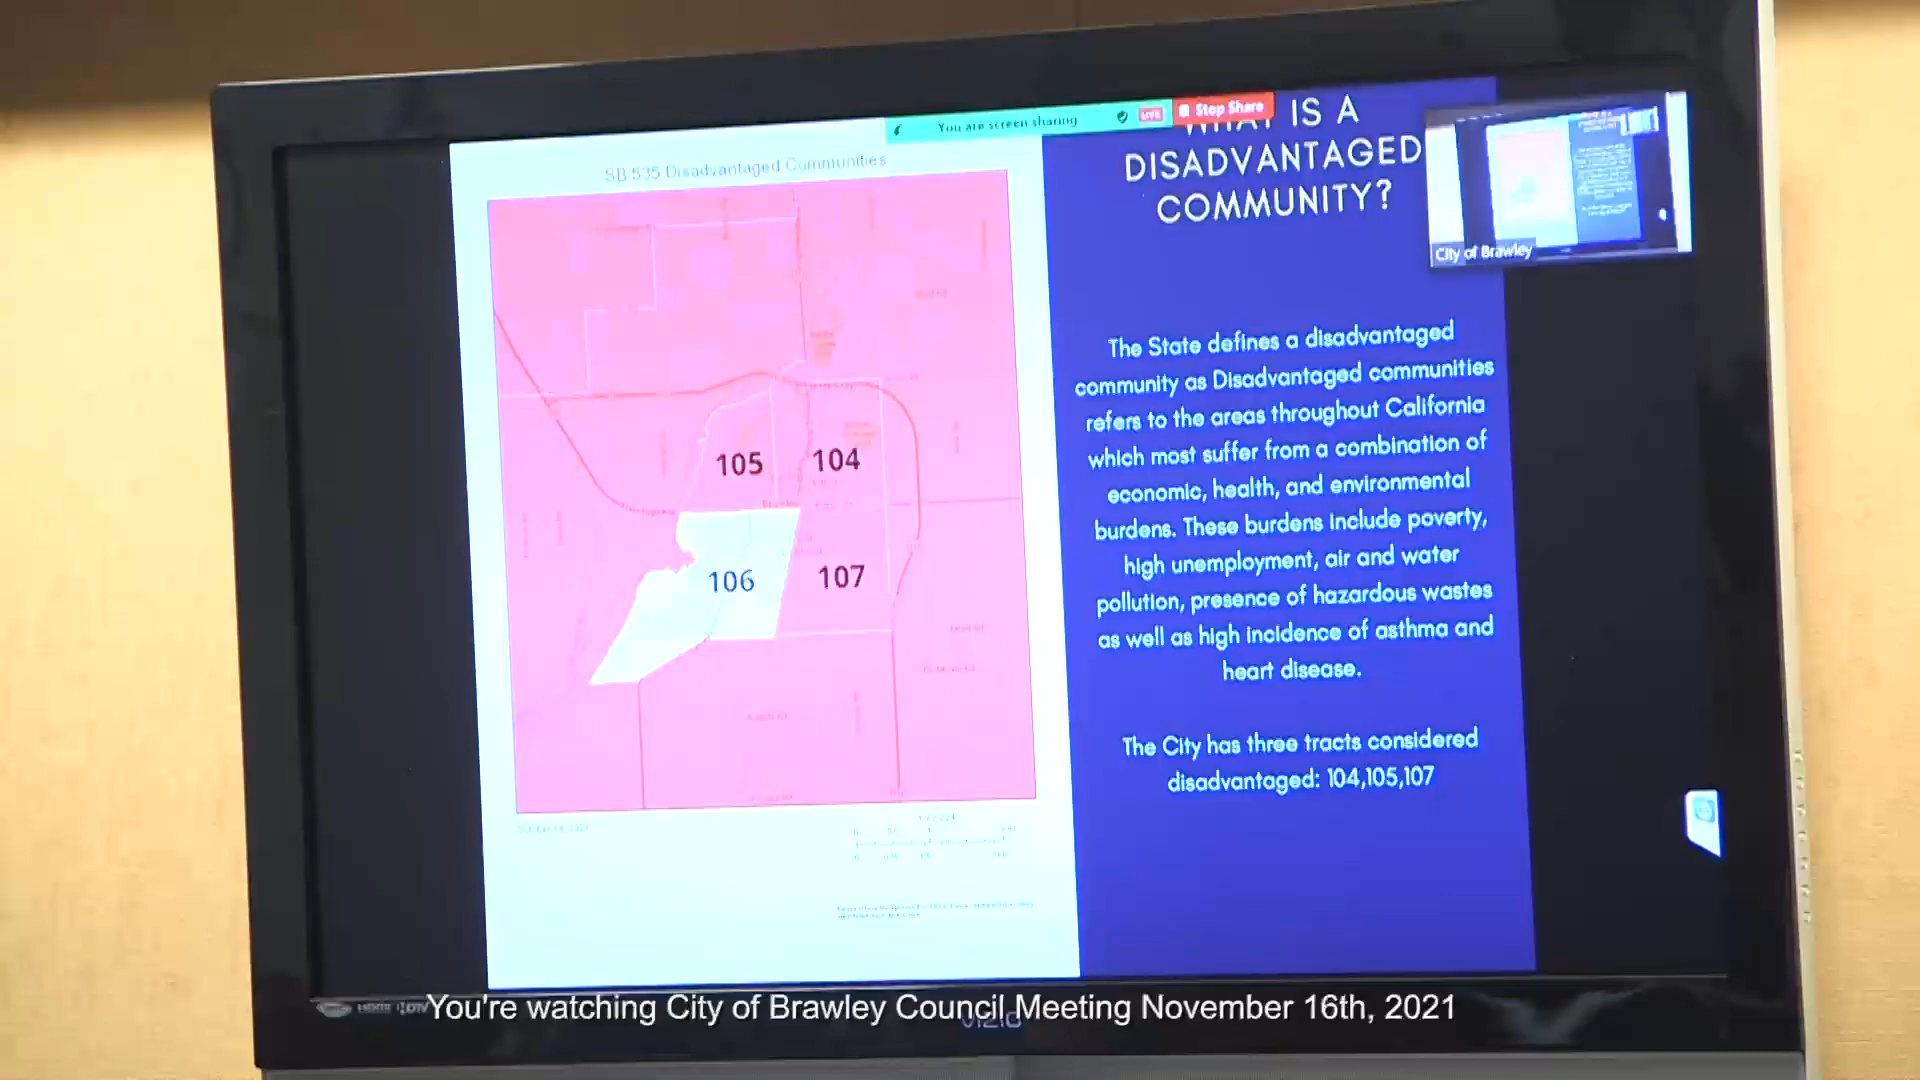 You are screen sharing
LIVE
Stop Share
SB 535 Disadvantaged Communities
105
104
106
107
WHAT IS A
DISADVANTAGED
COMMUNITY?
City of Brawley
The State defines a disadvantaged
community as Disadvantaged communities
refers to the areas throughout California
which most suffer from a combination of
economic, health, and environmental
burdens. These burdens include poverty,
high unemployment, air and water
pollution, presence of hazardous wastes
as well as high incidence of asthma and
heart disease.
The City has three tracts considered
disadvantaged: 104,105,107
You're watching City of Brawley Council Meeting November 16th, 2021
VIZIO